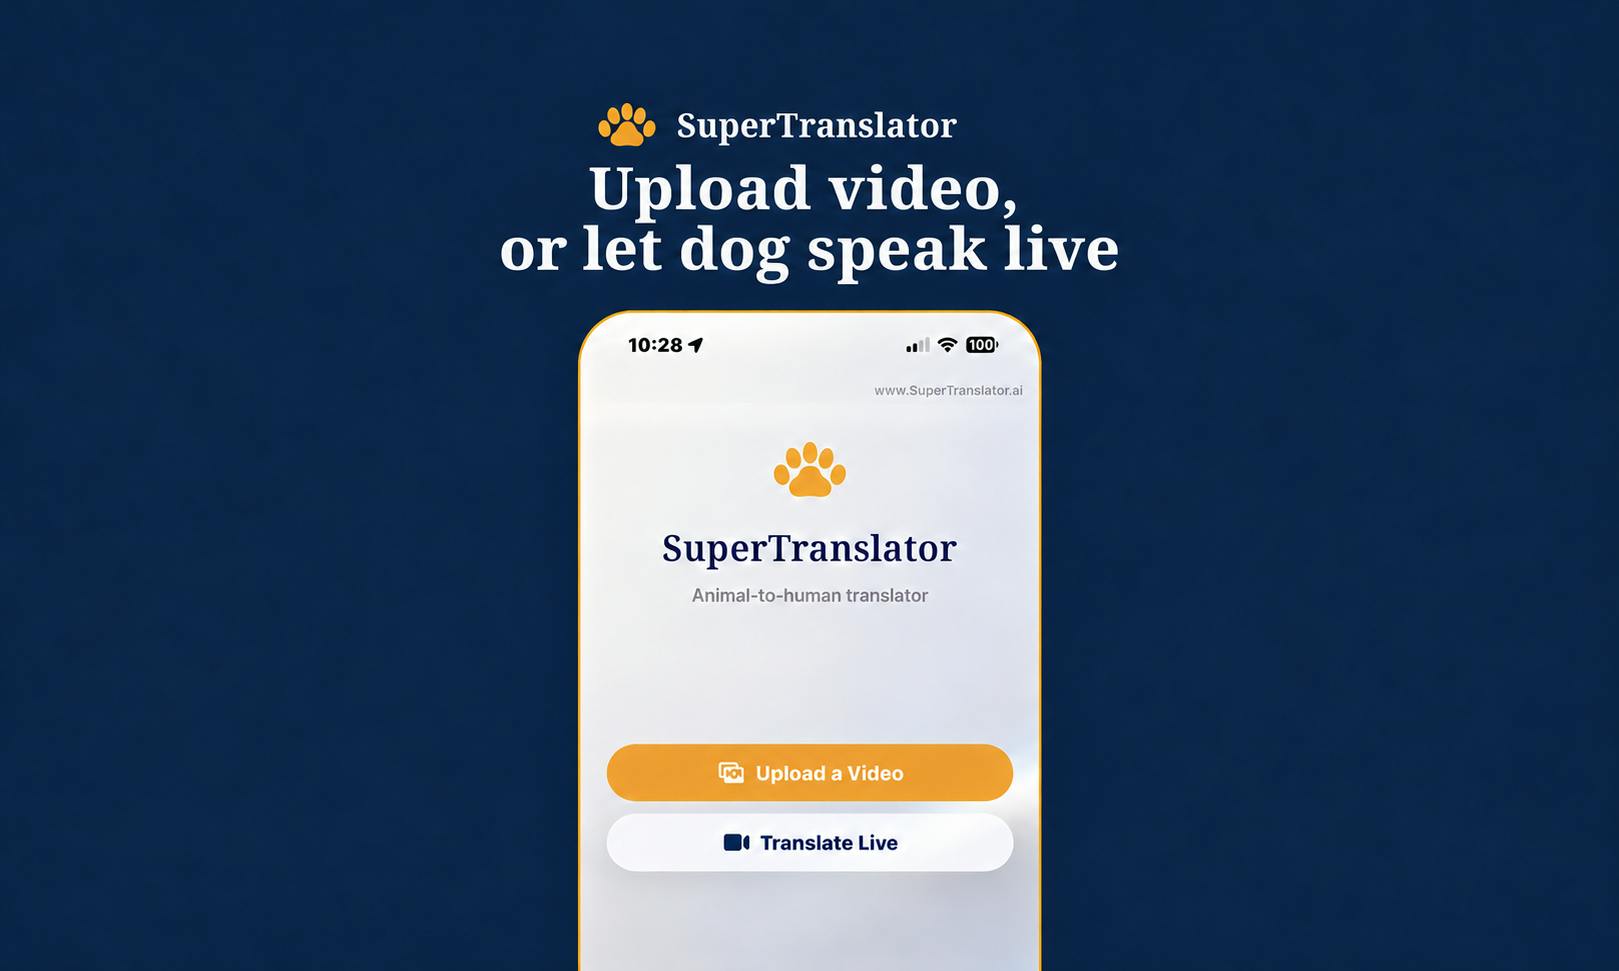 SuperTranslator
Upload video,
or let dog speak live
10:28
100
www.SuperTranslator.ai
SuperTranslator
Animal-to-human translator
Upload a Video
Translate Live